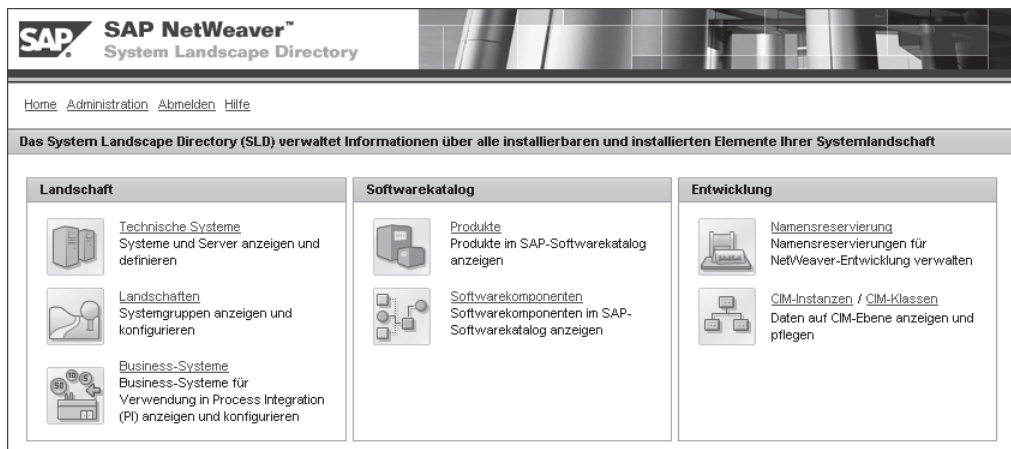 SAP
SAP NetWeaver™
System Landscape Directory
Home Administration Abmelden Hilfe
Das System Landscape Directory (SLD) verwaltet Informationen über alle installierbaren und installierten Elemente Ihrer Systemlandschaft
Landschaft
Technische Systeme
Systeme und Server anzeigen und
definieren
Landschaften
Systemgruppen anzeigen und
konfigurieren
Business-Systeme
Business-Systeme für
Verwendung in Process Integration
(PI) anzeigen und konfigurieren
Softwarekatalog
Produkte
Produkte im SAP-Softwarekatalog
anzeigen
Softwarekomponenten
Softwarekomponenten im SAP-
Softwarekatalog anzeigen
Entwicklung
Namensreservierung
Namensreservierungen für
NetWeaver-Entwicklung verwalten
CIM-Instanzen / CIM-Klassen
Daten auf CIM-Ebene anzeigen und
pflegen